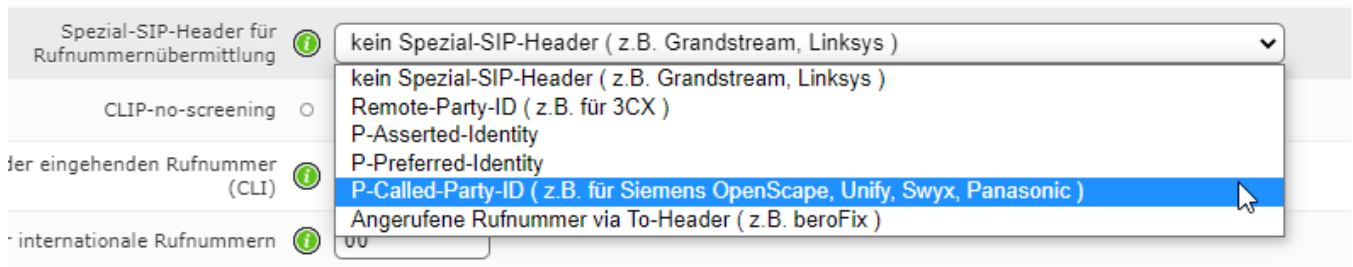 Spezial-SIP-Header für
Rufnummernübermittlung
kein Spezial-SIP-Header ( z.B. Grandstream, Linksys )
kein Spezial-SIP-Header ( z.B. Grandstream, Linksys )
Remote-Party-ID ( z.B. für 3CX )
P-Asserted-Identity
P-Preferred-Identity
P-Called-Party-ID ( z.B. für Siemens OpenScape, Unify, Swyx, Panasonic )
Angerufene Rufnummer via To-Header ( z.B. beroFix )
CLIP-no-screening
der eingehenden Rufnummer
(CLI)
internationale Rufnummern
00